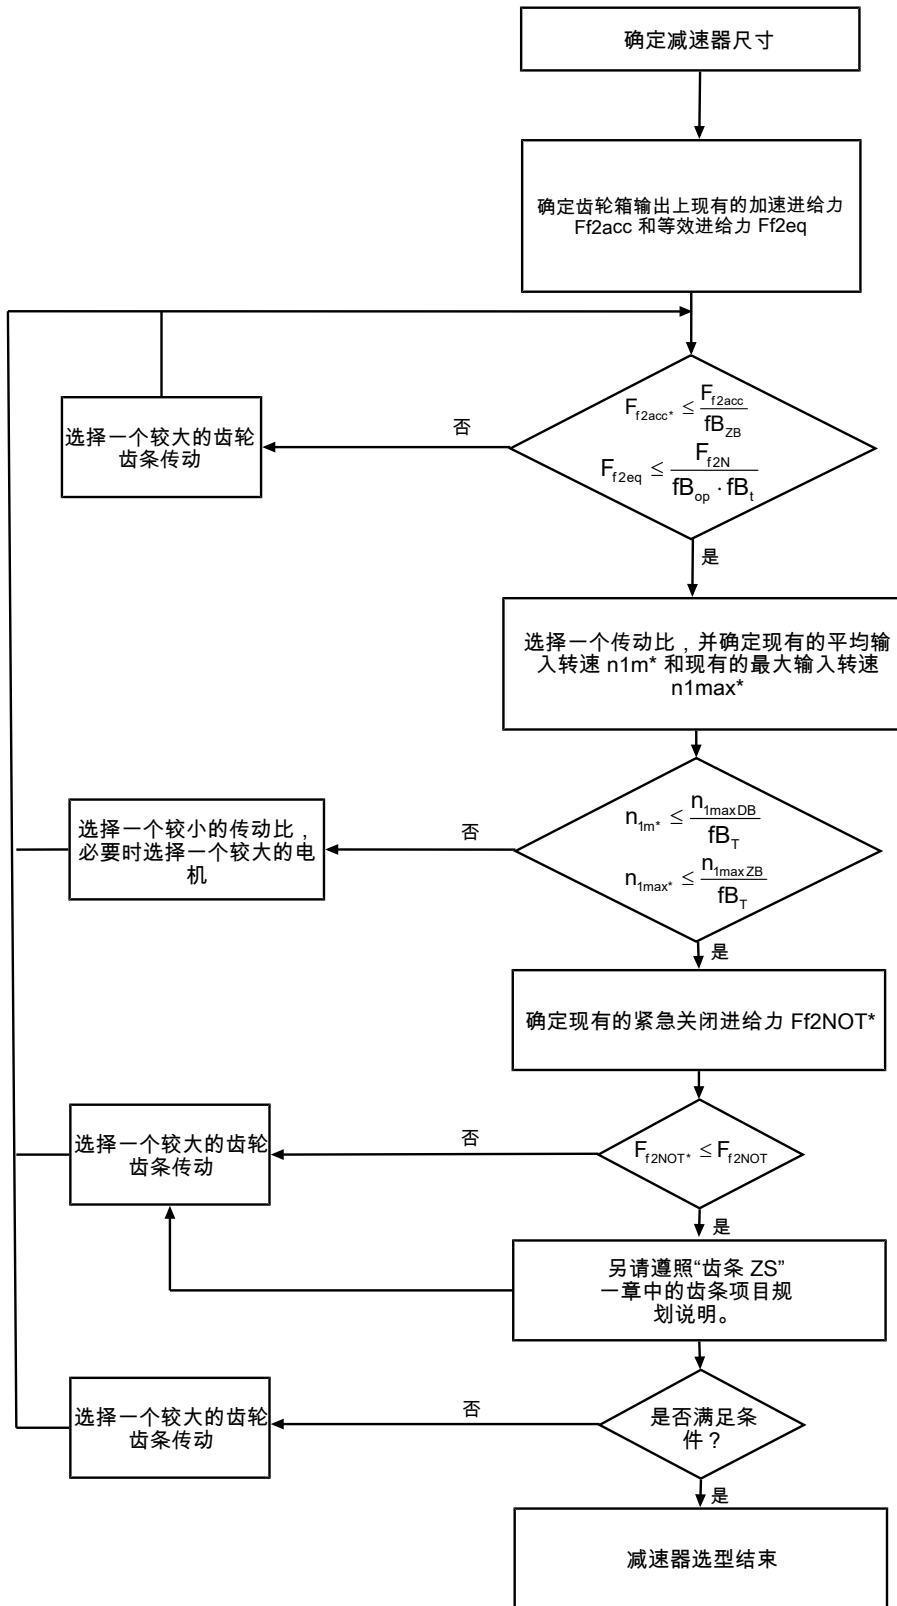 确定减速器尺寸
确定齿轮箱输出上现有的加速进给力
Ff2acc 和等效进给力 Ff2eq
F_f2acc* ≤ F_f2acc / fB_ZB
F_f2eq ≤ F_f2N / fB_op · fB_t
否
选择一个较大的齿轮
齿条传动
是
选择一个传动比，并确定现有的平均输
入转速 n1m* 和现有的最大输入转速
n1max*
n_1m* ≤ n_1maxDB / fB_T
n_1max* ≤ n_1maxZB / fB_T
否
选择一个较小的传动比，
必要时选择一个较大的电
机
是
确定现有的紧急关闭进给力 Ff2NOT*
F_f2NOT* ≤ F_f2NOT
否
选择一个较大的齿轮
齿条传动
是
另请遵照“齿条 ZS”
一章中的齿条项目规
划说明。
是否满足条
件？
否
选择一个较大的齿轮
齿条传动
是
减速器选型结束